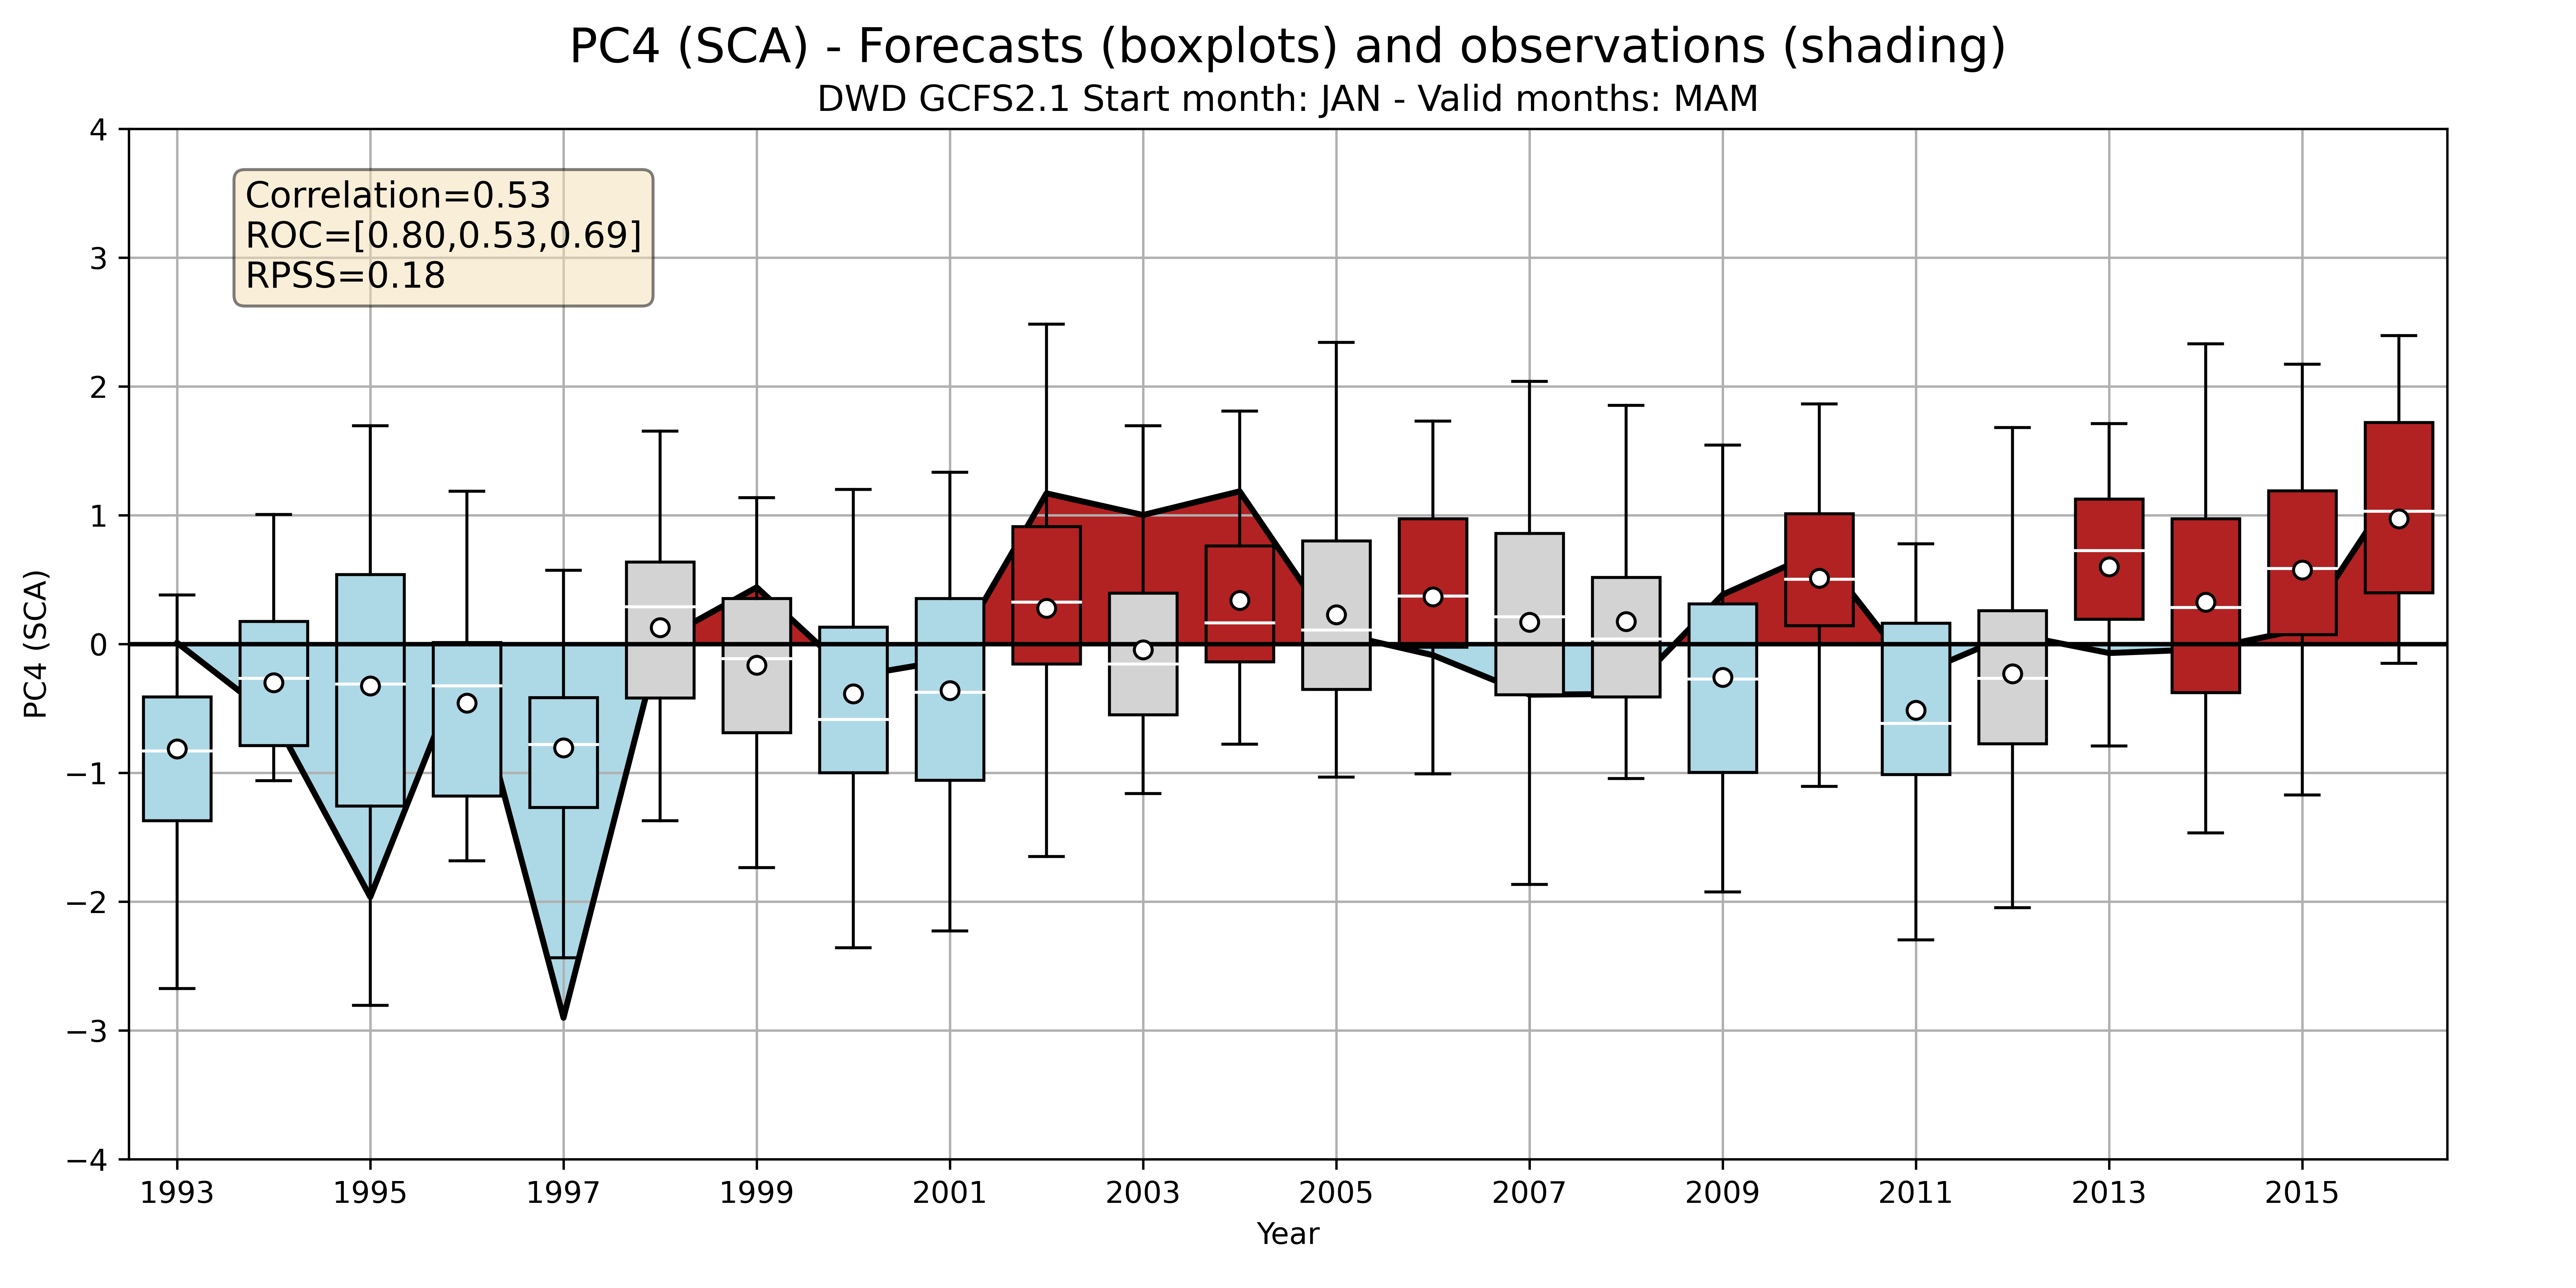 PC4 (SCA) - Forecasts (boxplots) and observations (shading)
DWD GCFS2.1 Start month: JAN - Valid months: MAM
Correlation=0.53
ROC=[0.80,0.53,0.69]
RPSS=0.18
PC4 (SCA)
4
3
2
1
0
−1
−2
−3
−4
1993 1995 1997 1999 2001 2003 2005 2007 2009 2011 2013 2015
Year